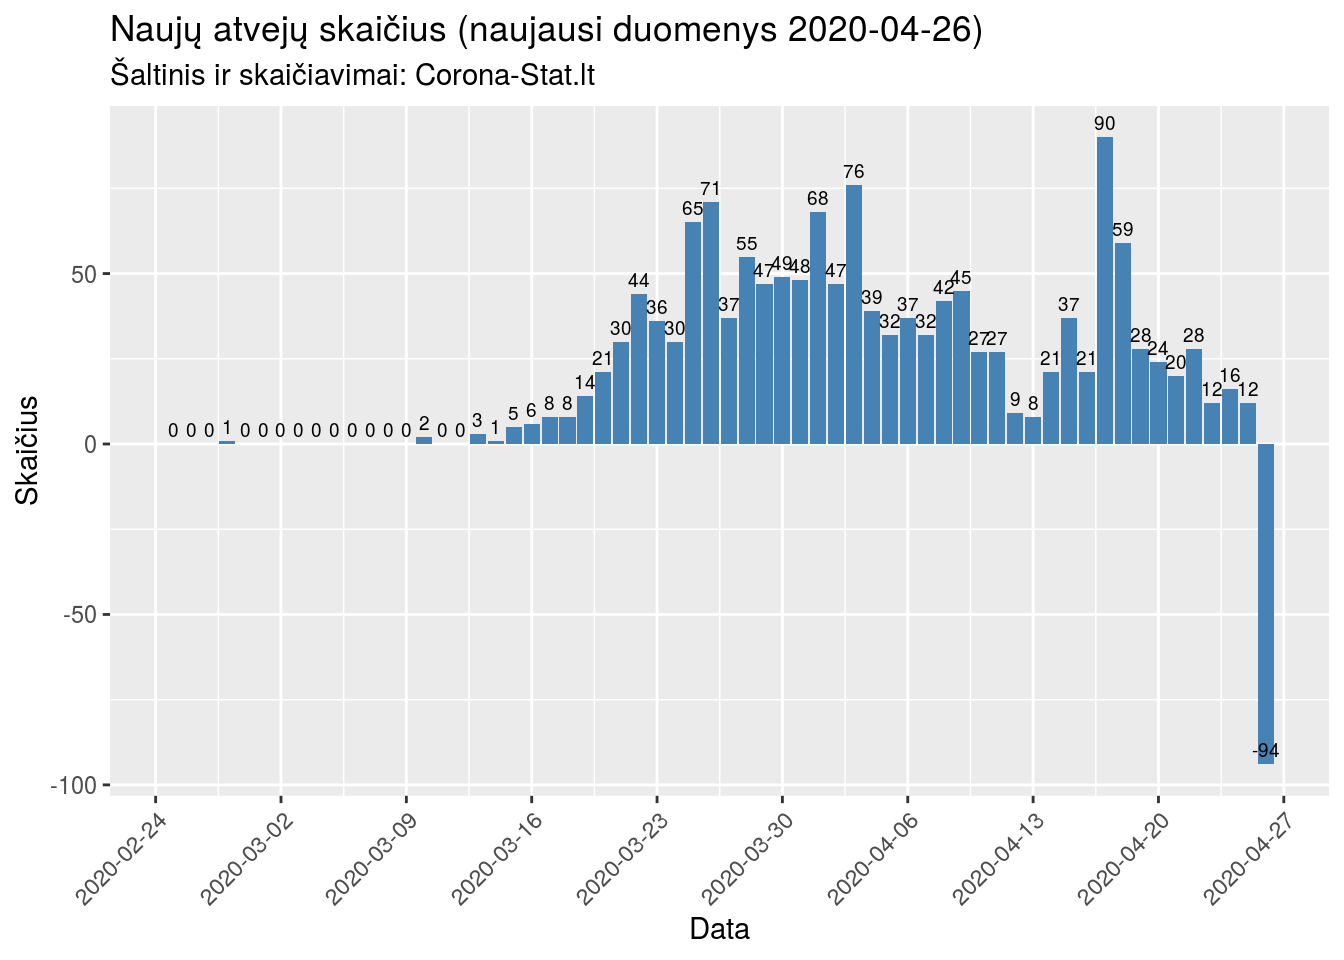 Naujų atvejų skaičius (naujausi duomenys 2020-04-26)
Šaltinis ir skaičiavimai: Corona-Stat.lt
Skaičius
50
0
-50
-100
0 0 0 1 0 0 0 0 0 0 0 0 0 0 2 0 0 3 1 5 6 8 8 14 21 30 44 36 30 65 71 37 55 47 49 48 68 47 76 39 32 37 32 42 45 27 27 9 8 21 37 21 90 59 28 24 20 28 12 16 12 -94
2020-02-24 2020-03-02 2020-03-09 2020-03-16 2020-03-23 2020-03-30 2020-04-06 2020-04-13 2020-04-20 2020-04-27
Data